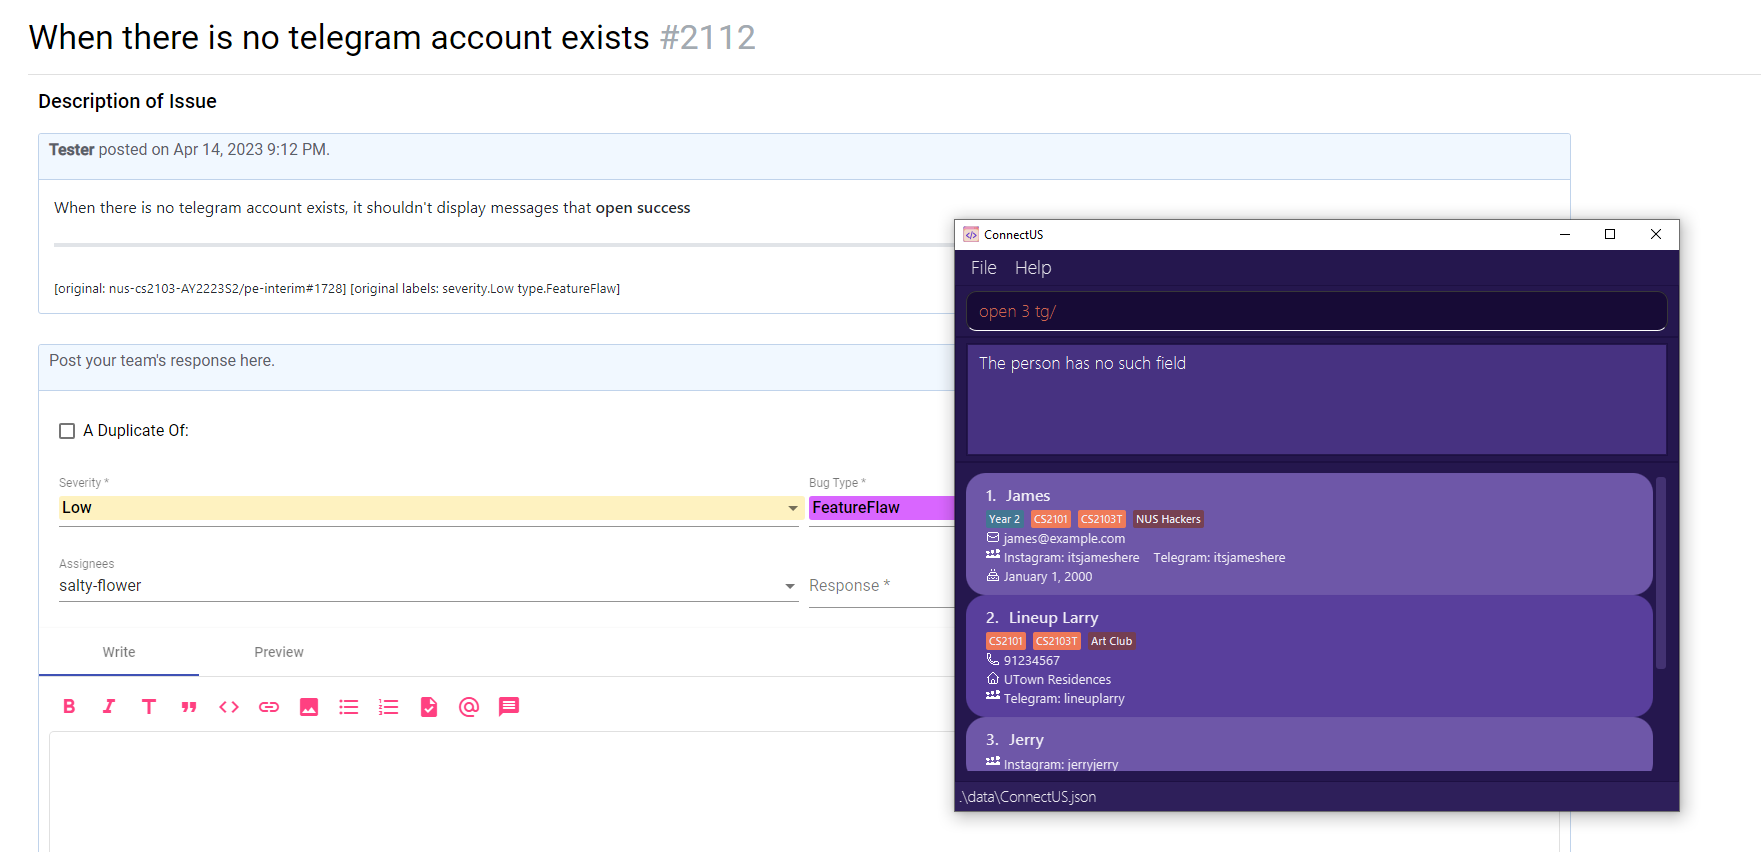 When there is no telegram account exists #2112
Description of Issue
Tester posted on Apr 14, 2023 9:12 PM.
When there is no telegram account exists, it shouldn't display messages that open success
[original: nus-cs2103-AY2223S2/pe-interim#1728] [original labels: severity.Low type.FeatureFlaw]
Post your team's response here.
A Duplicate Of:
Severity *
Low
Bug Type *
FeatureFlaw
Assignees
salty-flower
Response *
Write
Preview
ConnectUS
File Help
open 3 tg/
The person has no such field
1. James
Year 2 CS2101 CS2103T NUS Hackers
james@example.com
Instagram: itsjameshere Telegram: itsjameshere
January 1, 2000
2. Lineup Larry
CS2101 CS2103T Art Club
91234567
UTown Residences
Telegram: lineuplarry
3. Jerry
Instagram: jerryjerry
.\data\ConnectUS.json